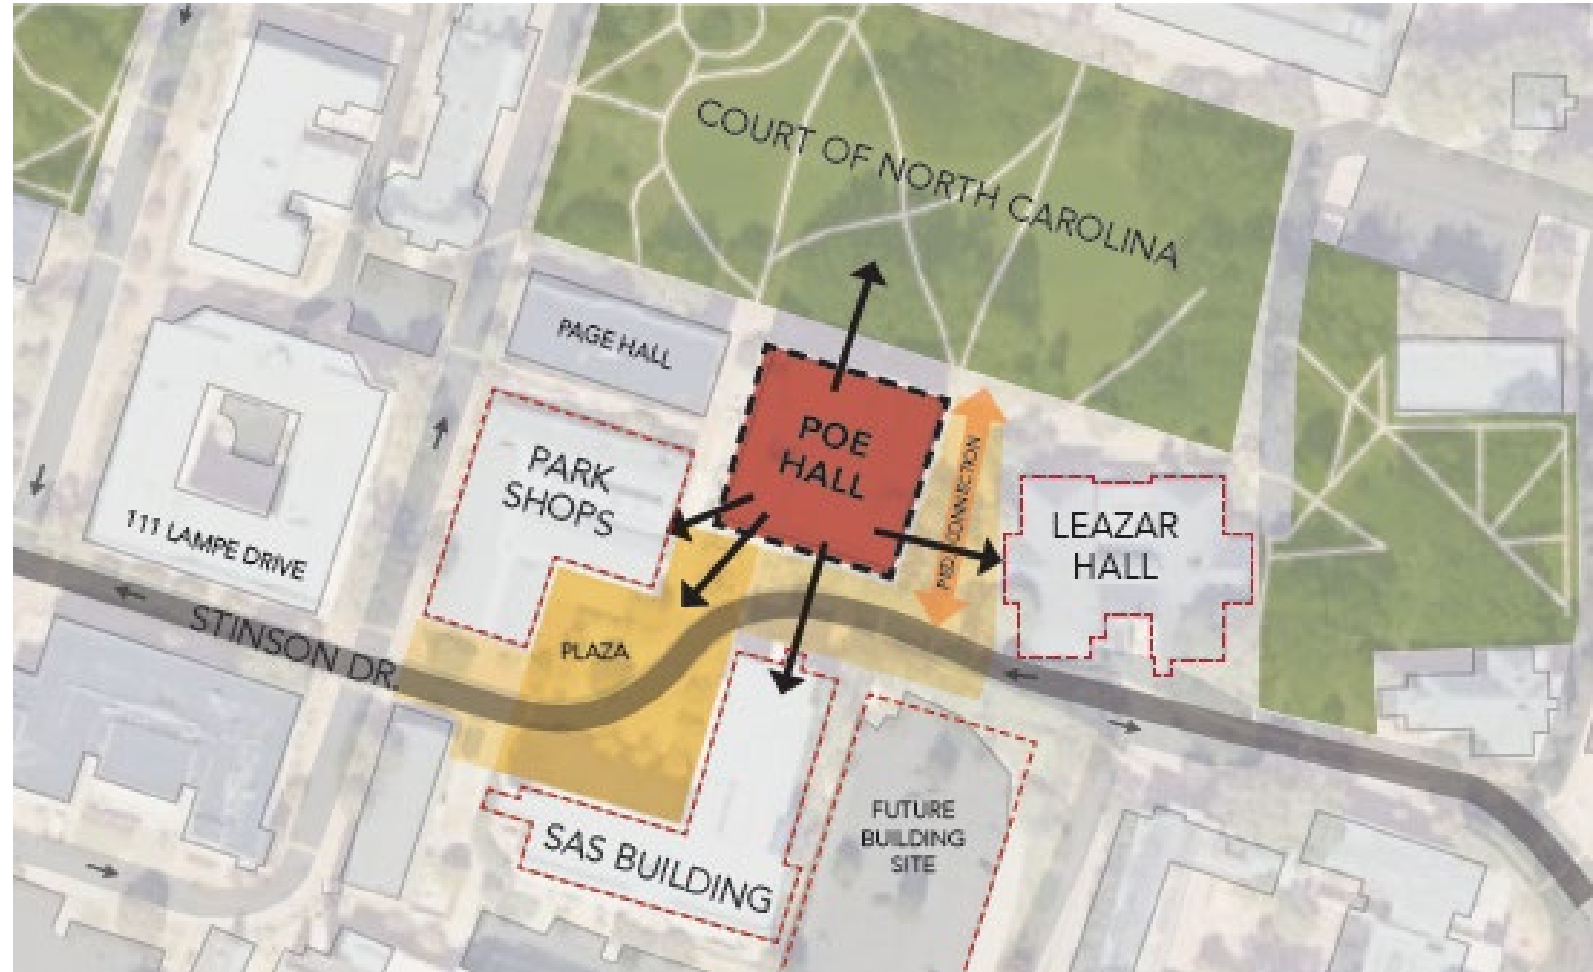 COURT OF NORTH CAROLINA
PAGE HALL
POE
HALL
PARK
SHOPS
PED CONNECTION
LEAZAR
HALL
111 LAMPE DRIVE
STINSON DR.
PLAZA
FUTURE
BUILDING
SITE
SAS BUILDING